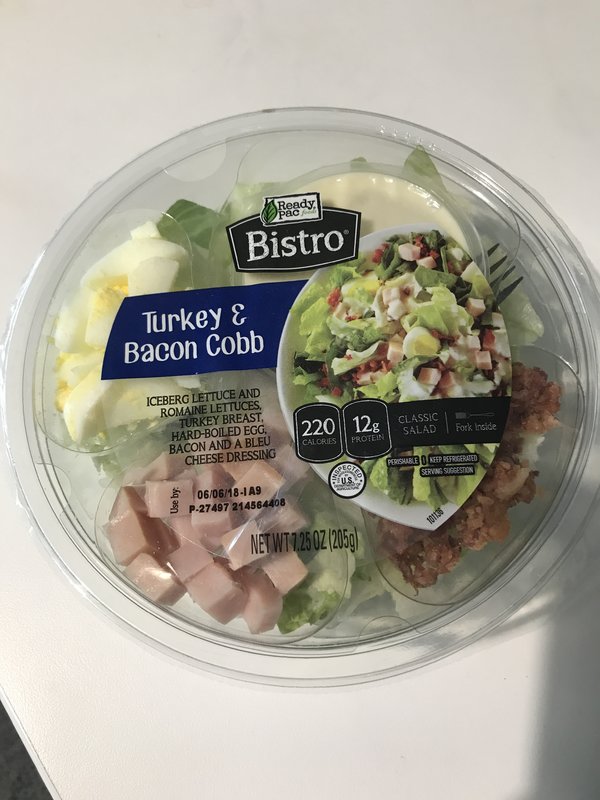 Ready
pac foods
Bistro®
Turkey &
Bacon Cobb
ICEBERG LETTUCE AND
ROMAINE LETTUCES,
TURKEY BREAST,
HARD-BOILED EGG,
BACON AND A BLEU
CHEESE DRESSING
220
CALORIES
12g
PROTEIN
CLASSIC
SALAD
Fork Inside
PERISHABLE KEEP REFRIGERATED
SERVING SUGGESTION
INSPECTED
U.S.
Use by:
06/06/18-1A9
P-27497 214564408
NET WT 7.25 OZ (205g)
101136